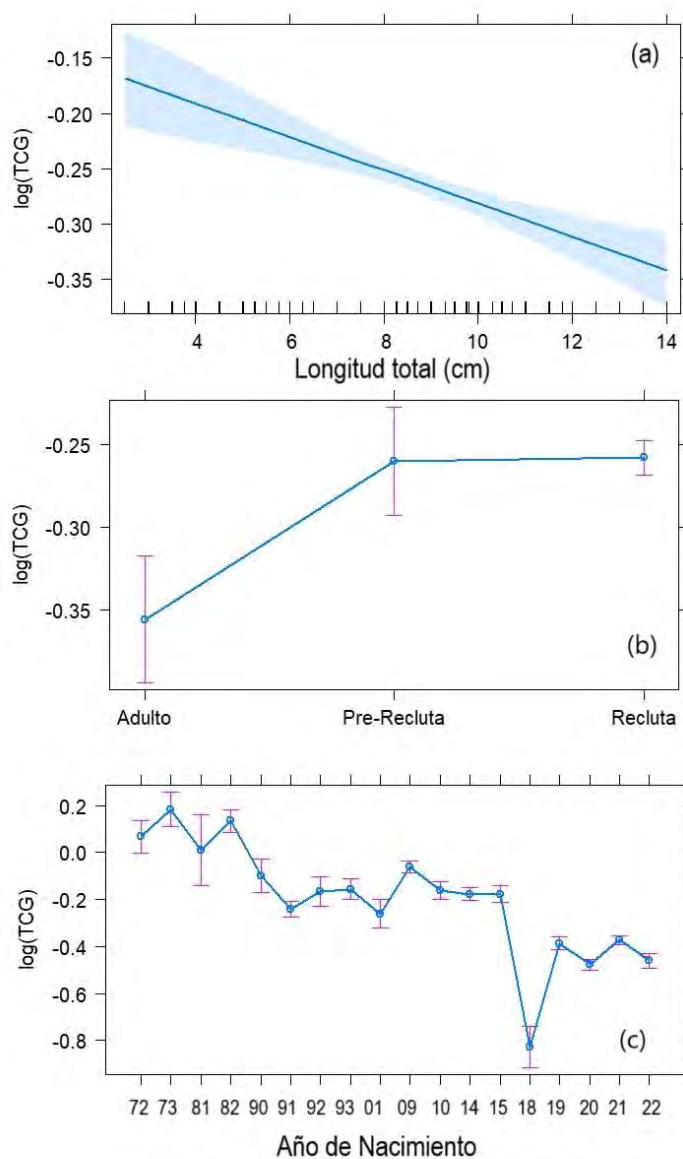 (a)
-0.15
-0.20
-0.25
-0.30
-0.35
log(TCG)
4 6 8 10 12 14
Longitud total (cm)
-0.25
-0.30
-0.35
log(TCG)
(b)
Adulto Pre-Recluta Recluta
0.2
0.0
-0.2
-0.4
-0.6
-0.8
log(TCG)
(c)
72 73 81 82 90 91 92 93 01 09 10 14 15 18 19 20 21 22
Año de Nacimiento